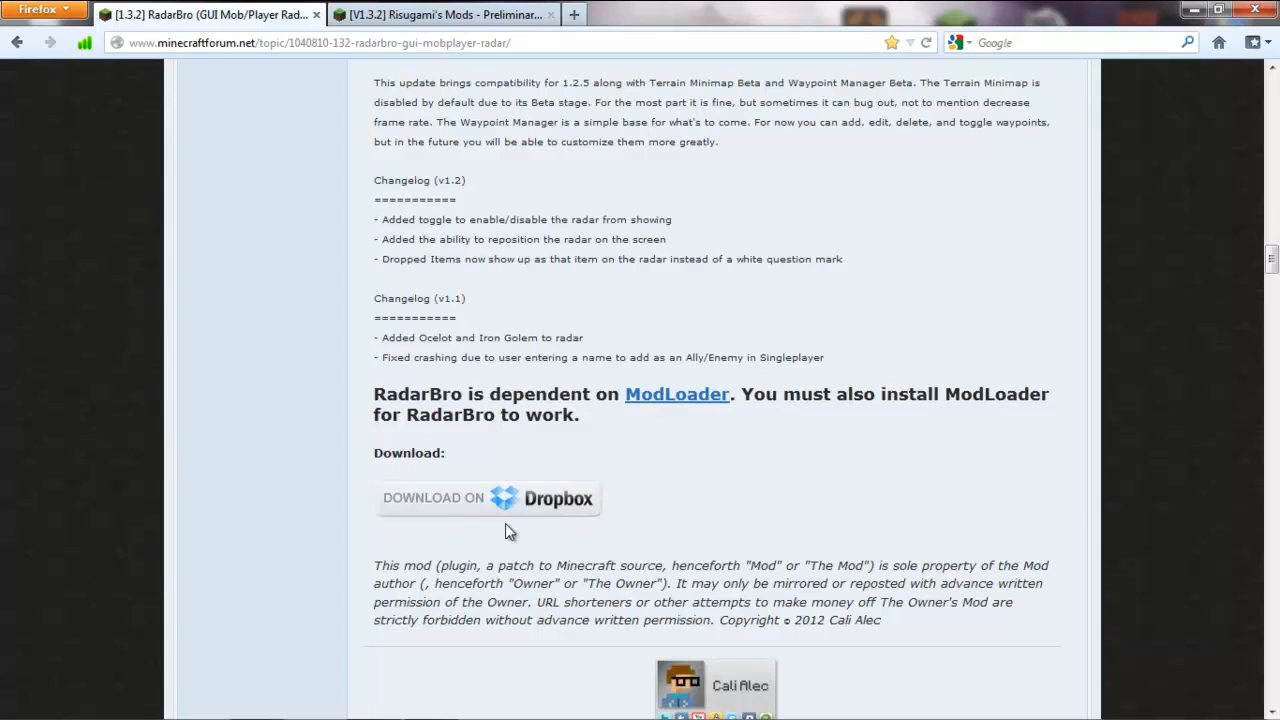 Firefox
[1.3.2] RadarBro (GUI Mob/Player Rad...
[V1.3.2] Risugami's Mods - Preliminar...
www.minecraftforum.net/topic/1040810-132-radarbro-gui-mobplayer-radar/
Google
This update brings compatibility for 1.2.5 along with Terrain Minimap Beta and Waypoint Manager Beta. The Terrain Minimap is
disabled by default due to its Beta stage. For the most part it is fine, but sometimes it can bug out, not to mention decrease
frame rate. The Waypoint Manager is a simple base for what's to come. For now you can add, edit, delete, and toggle waypoints,
but in the future you will be able to customize them more greatly.
Changelog (v1.2)
===========
- Added toggle to enable/disable the radar from showing
- Added the ability to reposition the radar on the screen
- Dropped Items now show up as that item on the radar instead of a white question mark
Changelog (v1.1)
===========
- Added Ocelot and Iron Golem to radar
- Fixed crashing due to user entering a name to add as an Ally/Enemy in Singleplayer
RadarBro is dependent on ModLoader. You must also install ModLoader
for RadarBro to work.
Download:
DOWNLOAD ON Dropbox
This mod (plugin, a patch to Minecraft source, henceforth "Mod" or "The Mod") is sole property of the Mod
author (, henceforth "Owner" or "The Owner"). It may only be mirrored or reposted with advance written
permission of the Owner. URL shorteners or other attempts to make money off The Owner's Mod are
strictly forbidden without advance written permission. Copyright © 2012 Cali Alec
Cali Alec